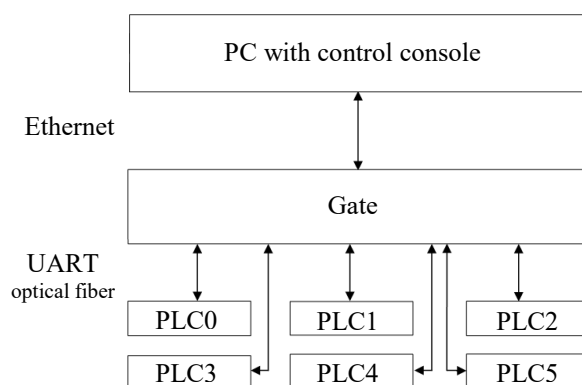 PC with control console
Ethernet
Gate
UART
optical fiber
PLC0
PLC1
PLC2
PLC3
PLC4
PLC5